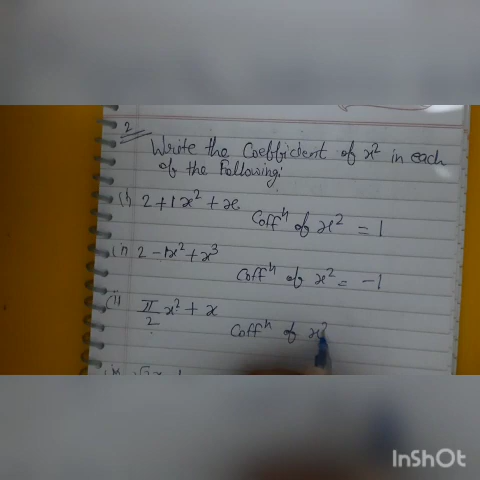 2
Write the Coefficient of x² in each
of the Following:
(i) 2 + 1x² + x
Coffⁿ of x² = 1
(ii) 2 - 1x² + x³
Coffⁿ of x² = -1
(ii) π/2 x² + x
Coffⁿ of x²
InShOt